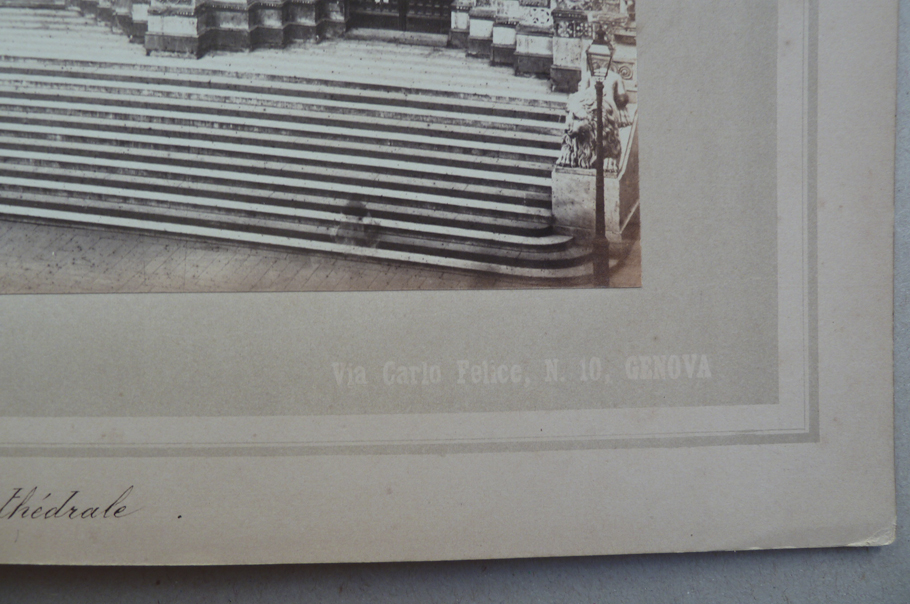 Via Carlo Felice, N. 10, GENOVA
thédrale .